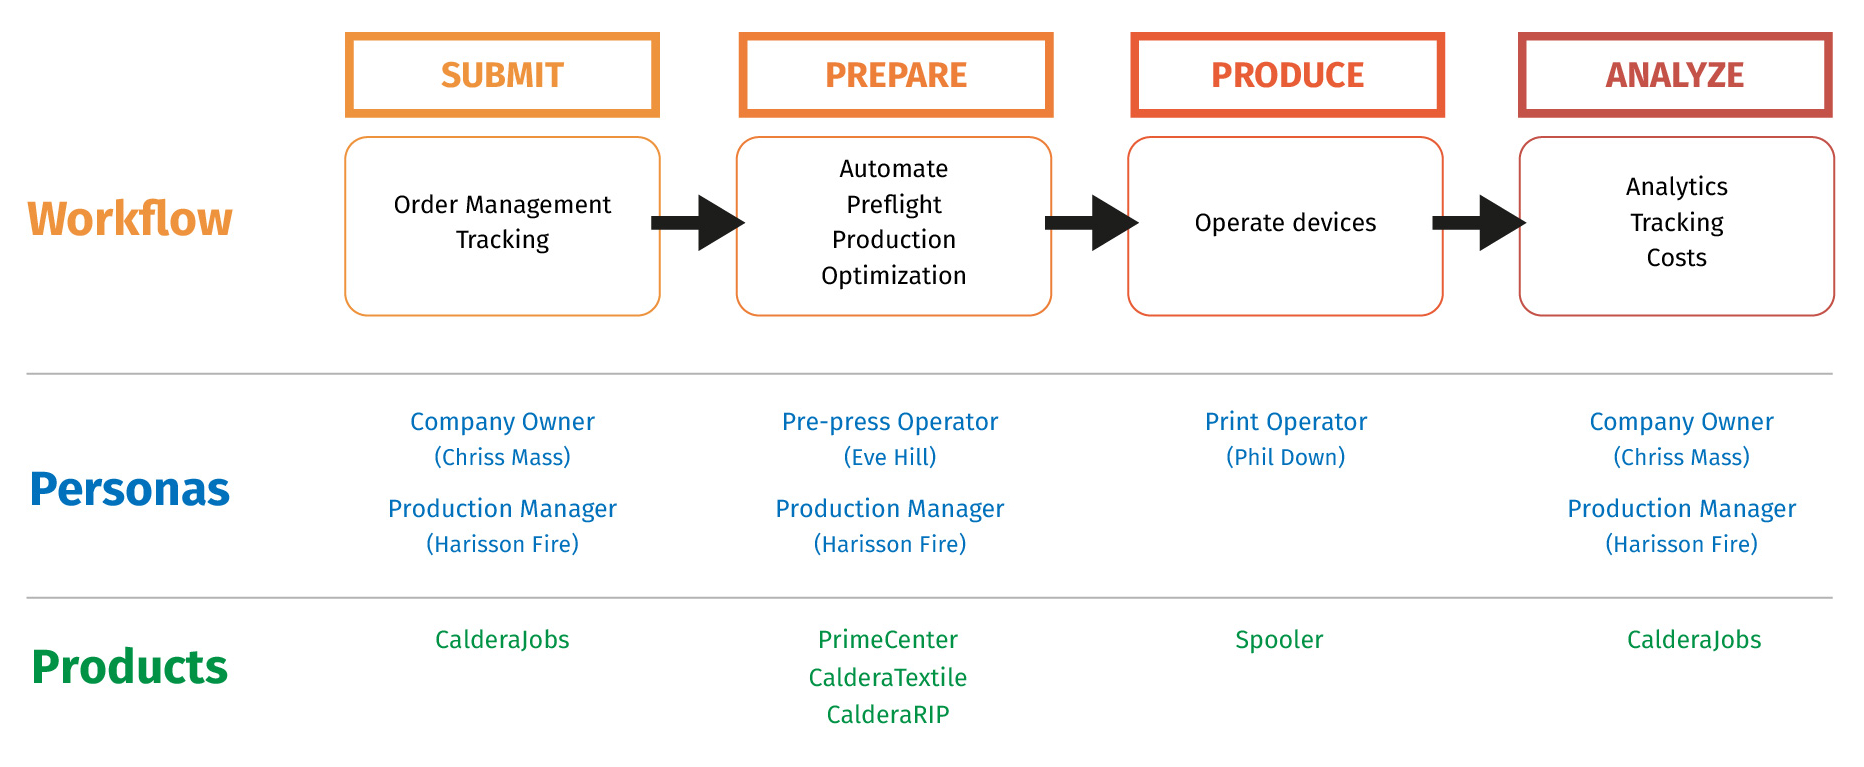 SUBMIT
PREPARE
PRODUCE
ANALYZE
Workflow
Order Management
Tracking
Automate
Preflight
Production
Optimization
Operate devices
Analytics
Tracking
Costs
Personas
Company Owner
(Chriss Mass)
Production Manager
(Harisson Fire)
Pre-press Operator
(Eve Hill)
Production Manager
(Harisson Fire)
Print Operator
(Phil Down)
Company Owner
(Chriss Mass)
Production Manager
(Harisson Fire)
Products
CalderaJobs
PrimeCenter
CalderaTextile
CalderaRIP
Spooler
CalderaJobs